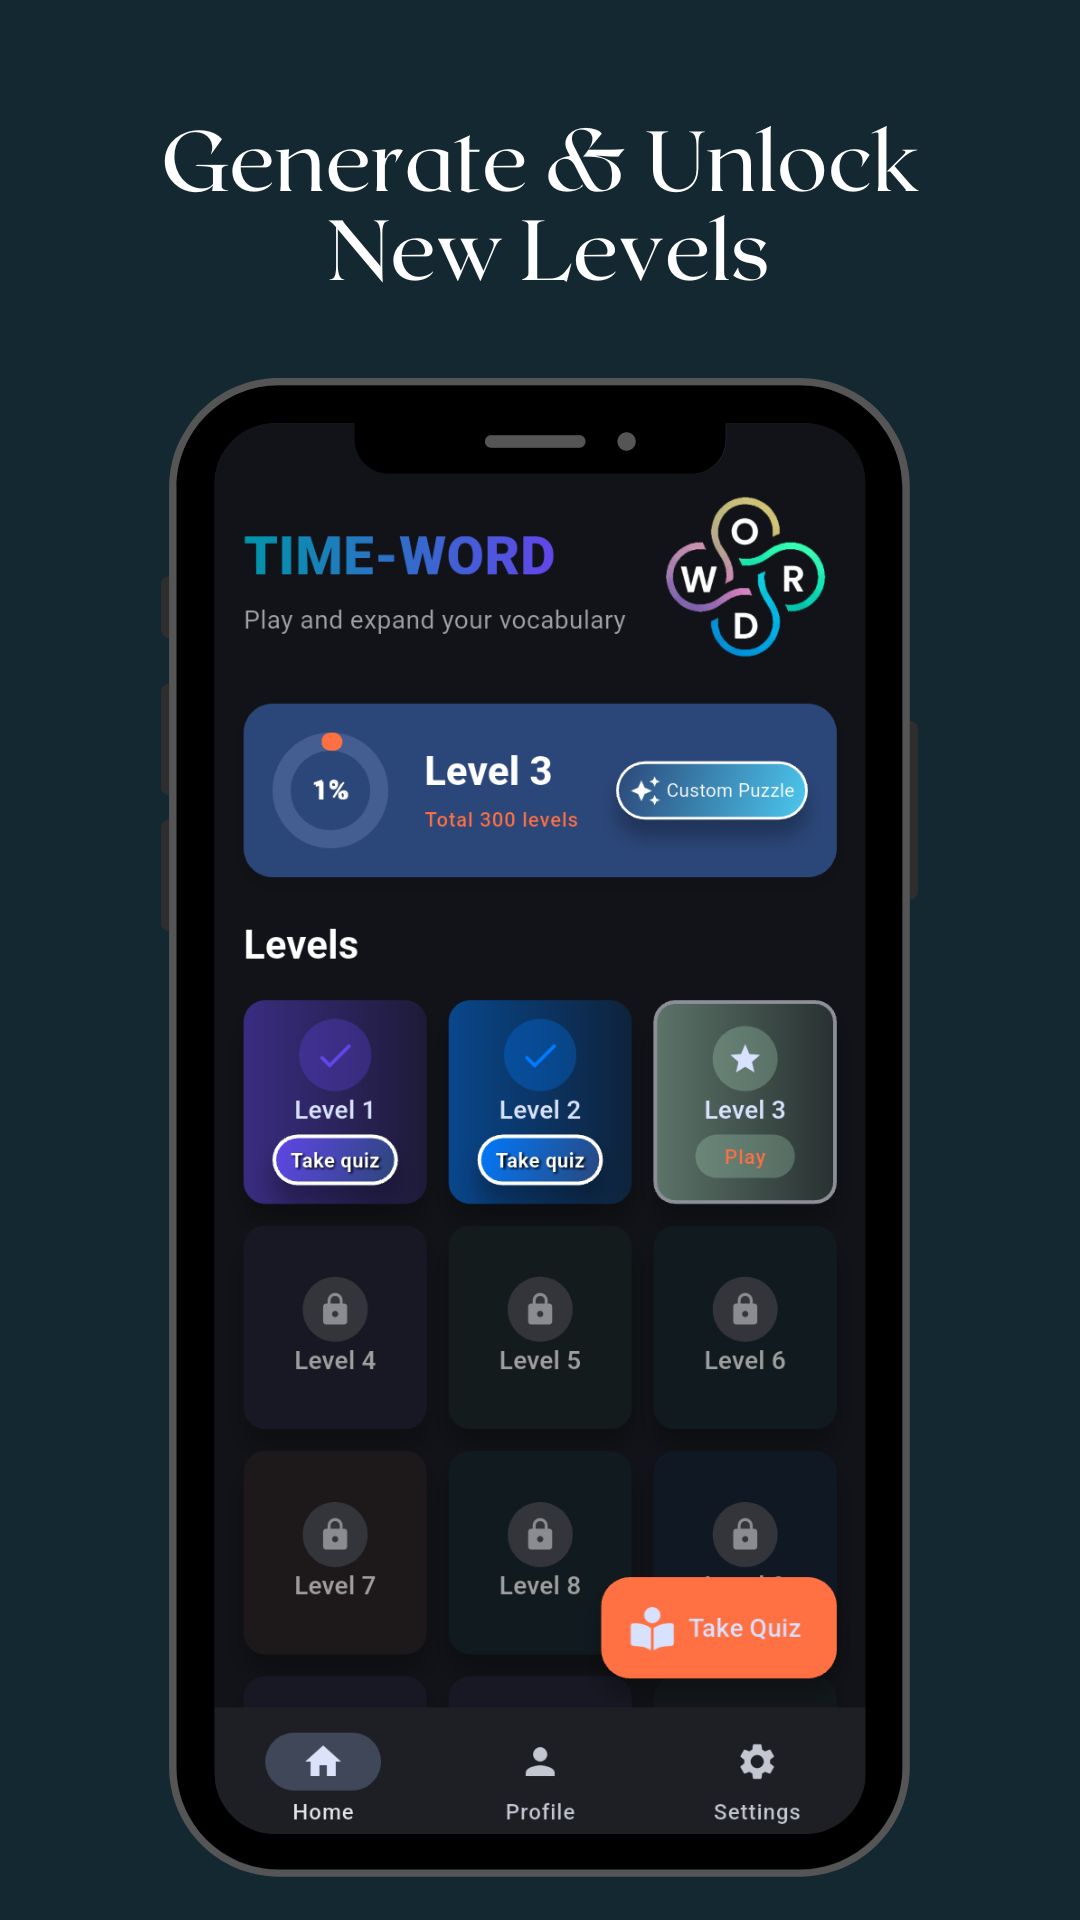 Generate & Unlock
New Levels
TIME-WORD
Play and expand your vocabulary
W O R D
1%
Level 3
Total 300 levels
Custom Puzzle
Levels
Level 1
Take quiz
Level 2
Take quiz
Level 3
Play
Level 4
Level 5
Level 6
Level 7
Level 8
Take Quiz
Home
Profile
Settings